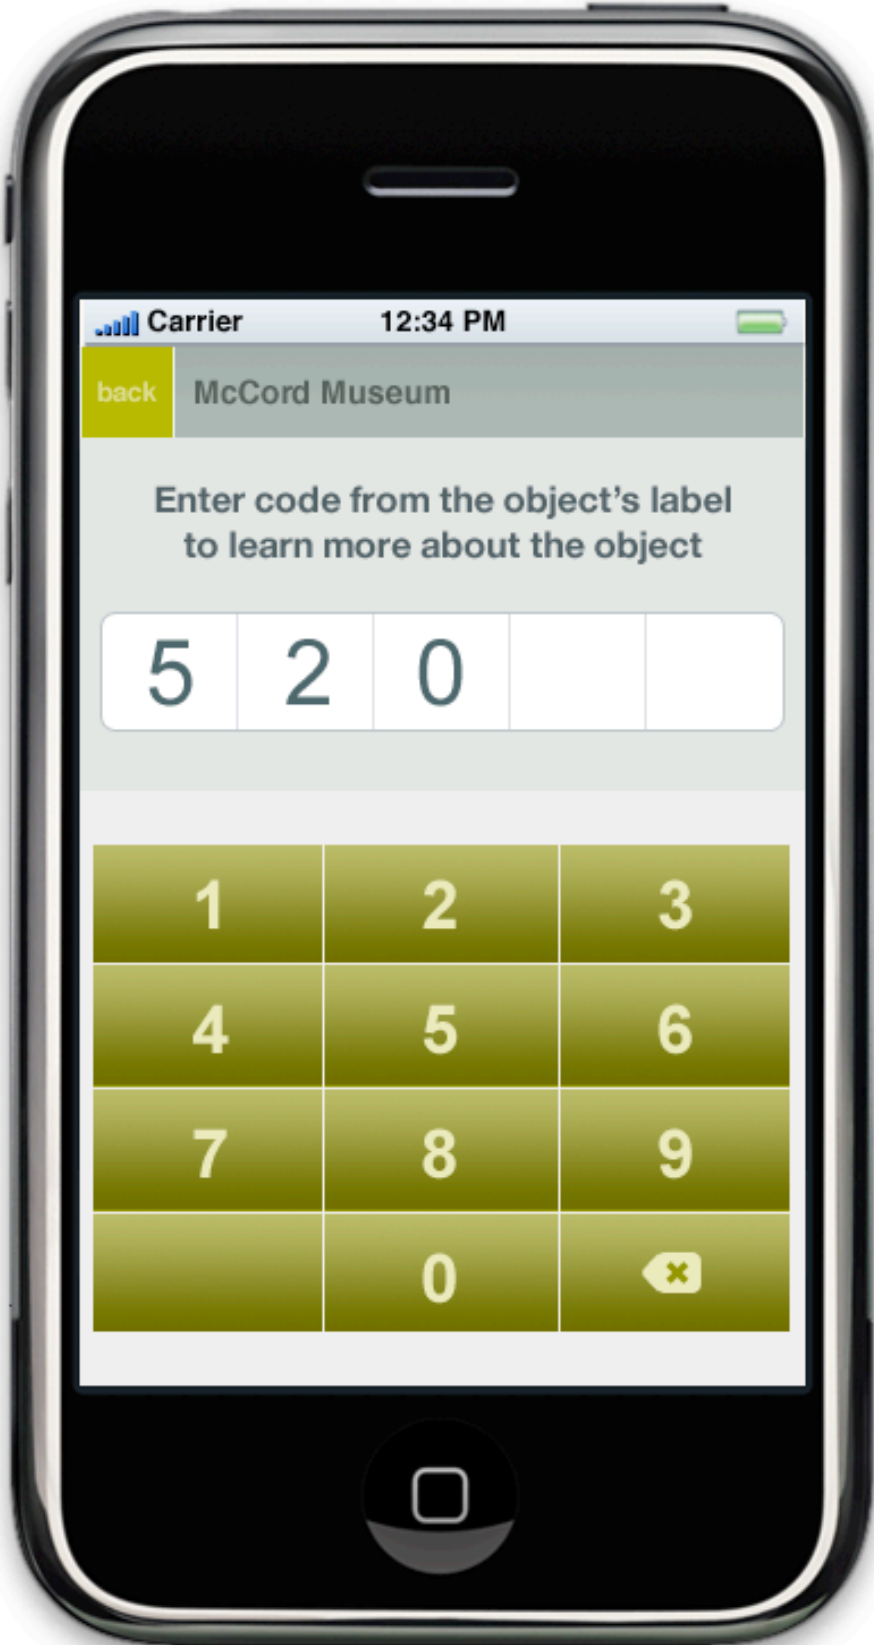 Carrier 12:34 PM
back McCord Museum
Enter code from the object’s label
to learn more about the object
5 2 0
1 2 3
4 5 6
7 8 9
0